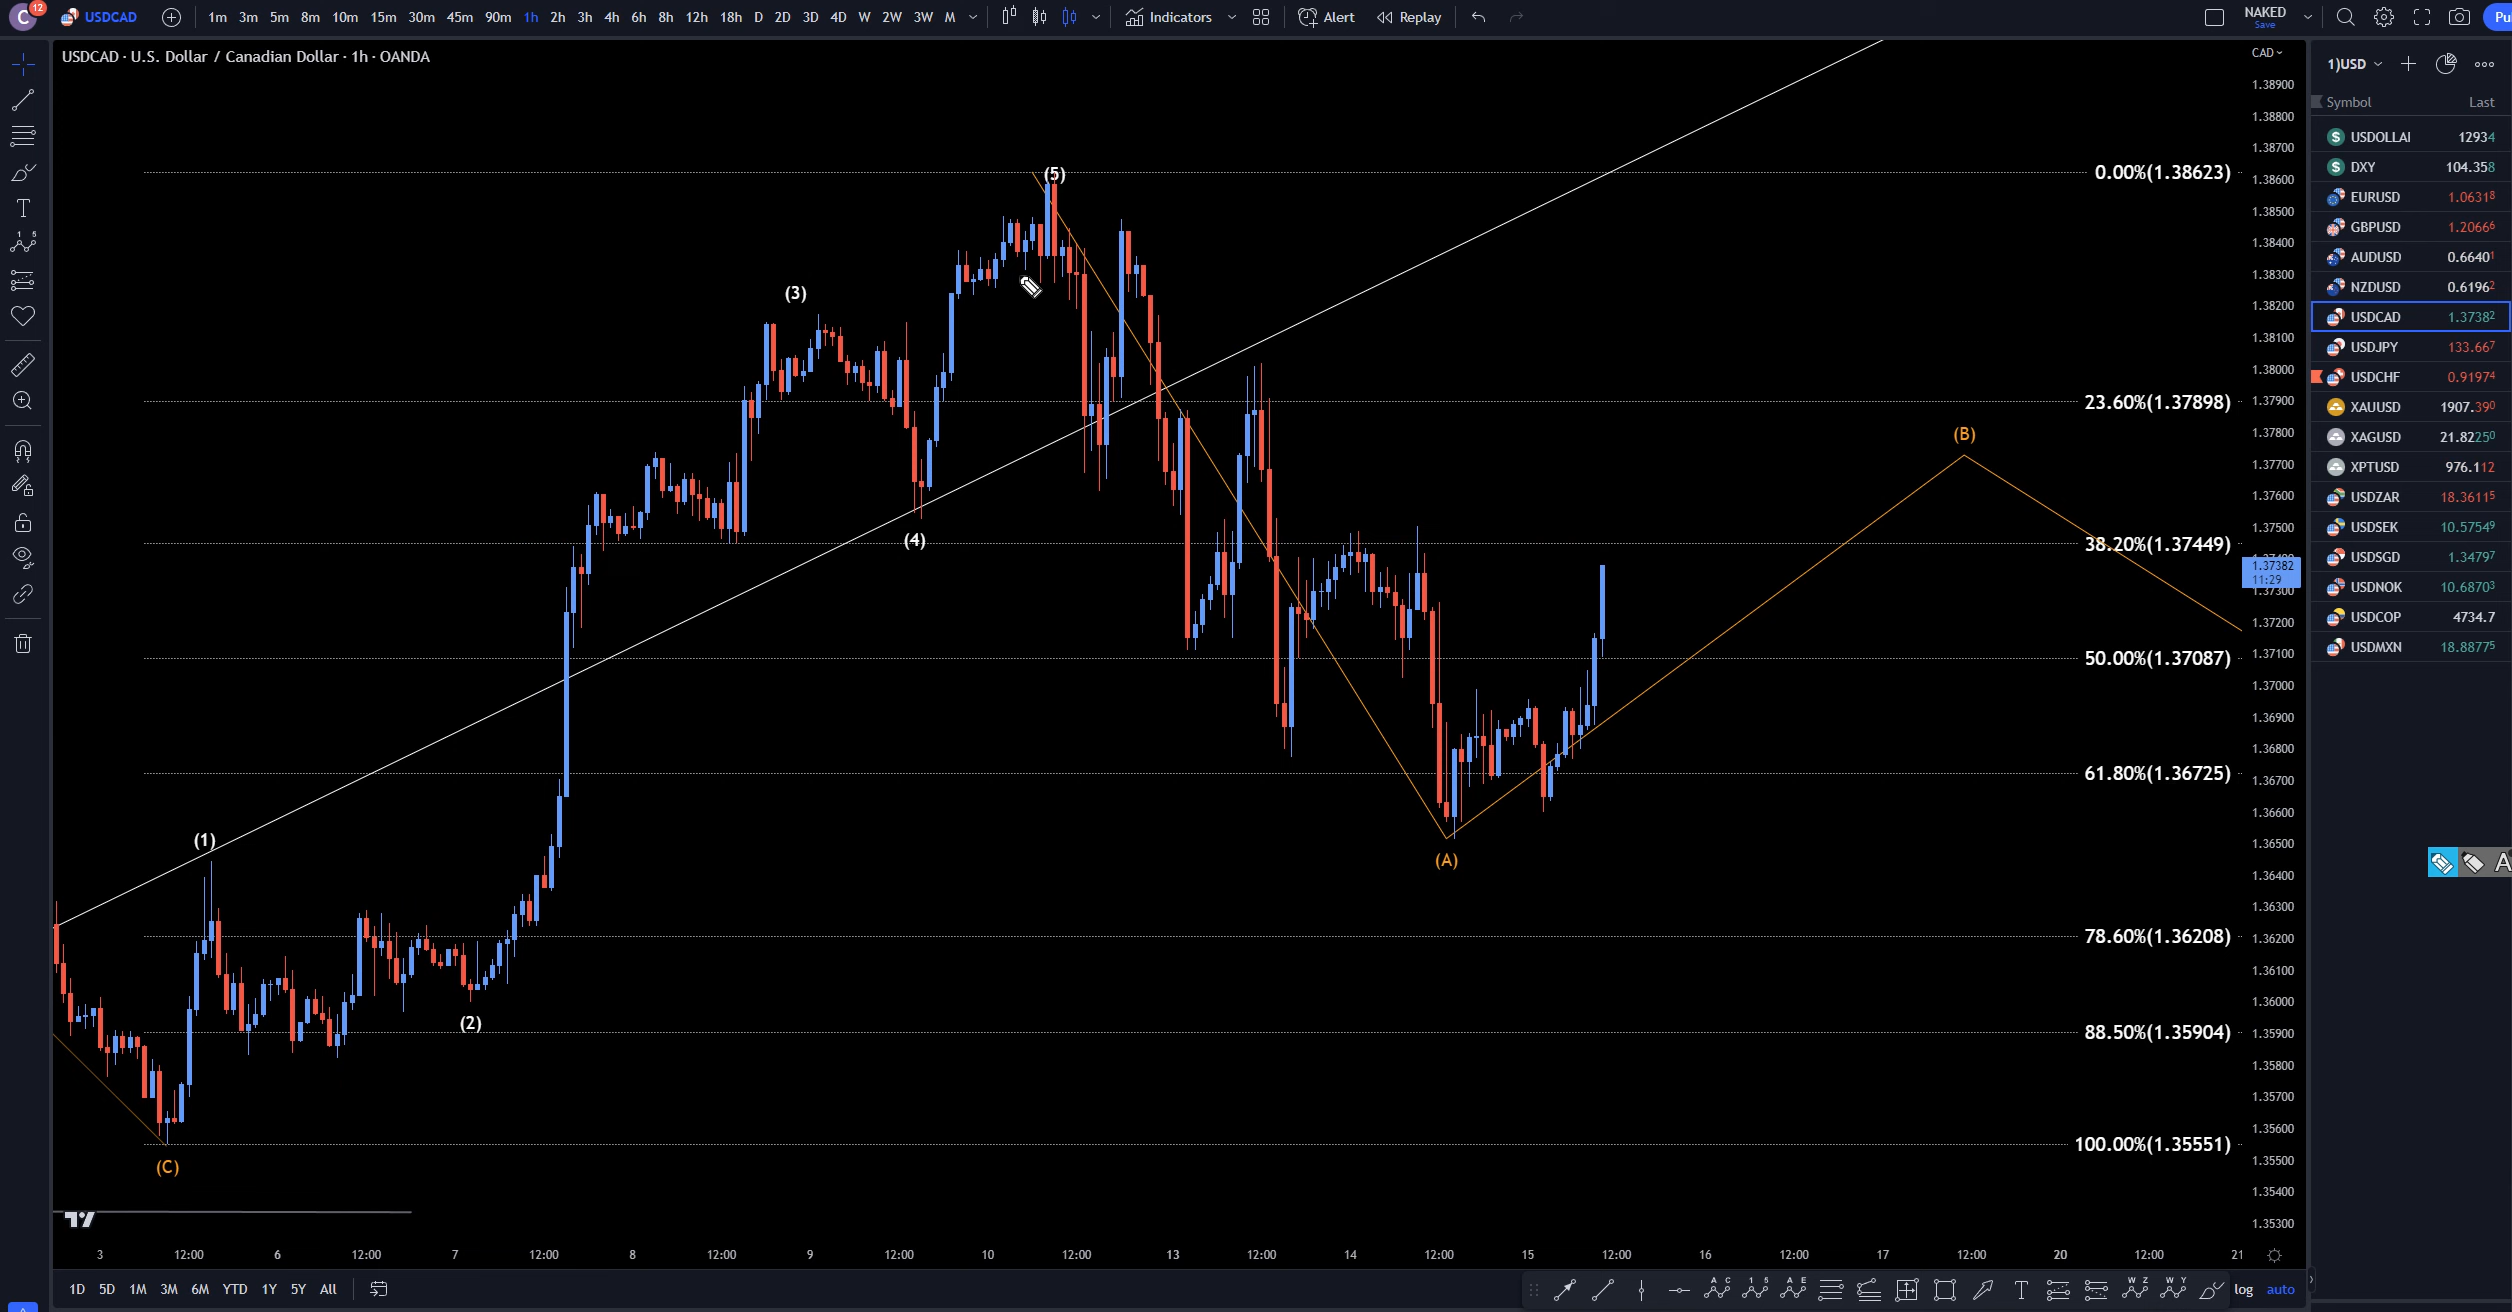 C 12 USDCAD 1m 3m 5m 8m 10m 15m 30m 45m 90m 1h 2h 3h 4h 6h 8h 12h 18h D 2D 3D 4D W 2W 3W M Indicators Alert Replay NAKED Pu
Save
USDCAD · U.S. Dollar / Canadian Dollar · 1h · OANDA
CAD
1.38900
1.38800
1.38700
1.38600
1.38500
1.38400
1.38300
1.38200
1.38100
1.38000
1.37900
1.37800
1.37700
1.37600
1.37500
1.37382
11:29
1.37300
1.37200
1.37100
1.37000
1.36900
1.36800
1.36700
1.36600
1.36500
1.36400
1.36300
1.36200
1.36100
1.36000
1.35900
1.35800
1.35700
1.35600
1.35500
1.35400
1.35300
0.00%(1.38623)
23.60%(1.37898)
38.20%(1.37449)
50.00%(1.37087)
61.80%(1.36725)
78.60%(1.36208)
88.50%(1.35904)
100.00%(1.35551)
(5)
(3)
(B)
(4)
(1)
(A)
(2)
(C)
3 12:00 6 12:00 7 12:00 8 12:00 9 12:00 10 12:00 13 12:00 14 12:00 15 12:00 16 12:00 17 12:00 20 12:00 21
1D 5D 1M 3M 6M YTD 1Y 5Y All
log auto
1)USD
Symbol Last
USDOLLAI 12934
DXY 104.358
EURUSD 1.06318
GBPUSD 1.20666
AUDUSD 0.66401
NZDUSD 0.61962
USDCAD 1.37382
USDJPY 133.667
USDCHF 0.91974
XAUUSD 1907.390
XAGUSD 21.82250
XPTUSD 976.112
USDZAR 18.36115
USDSEK 10.57549
USDSGD 1.34797
USDNOK 10.68703
USDCOP 4734.7
USDMXN 18.88775
A